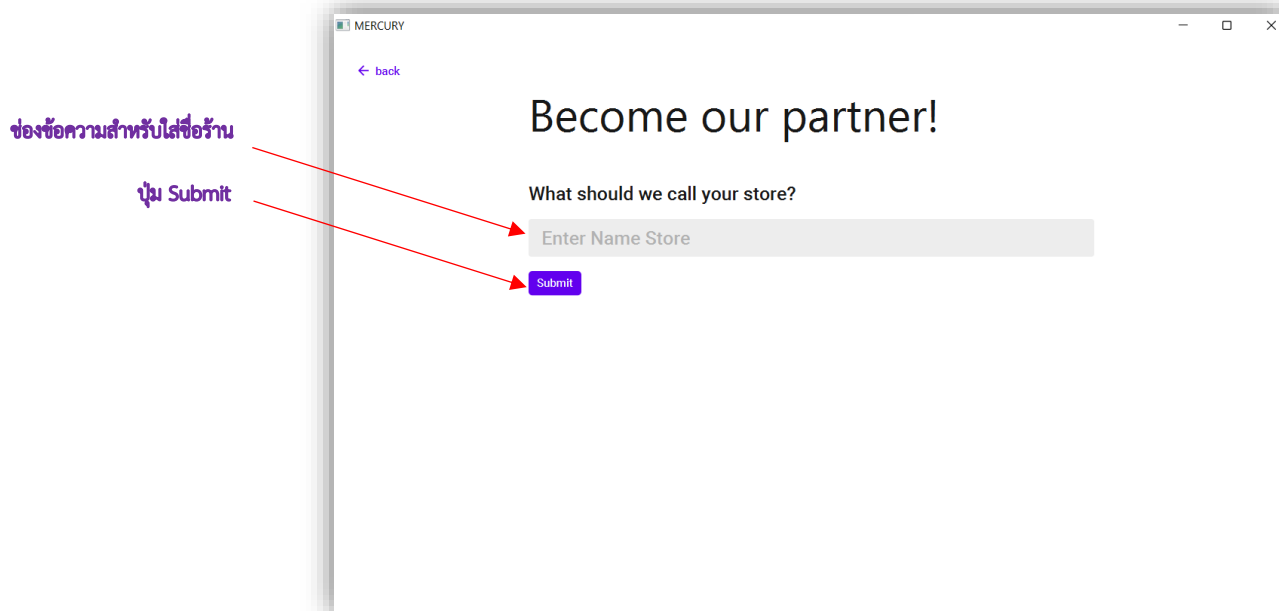 MERCURY
back
Become our partner!
ช่องข้อความสำหรับใส่ชื่อร้าน
ปุ่ม Submit
What should we call your store?
Enter Name Store
Submit